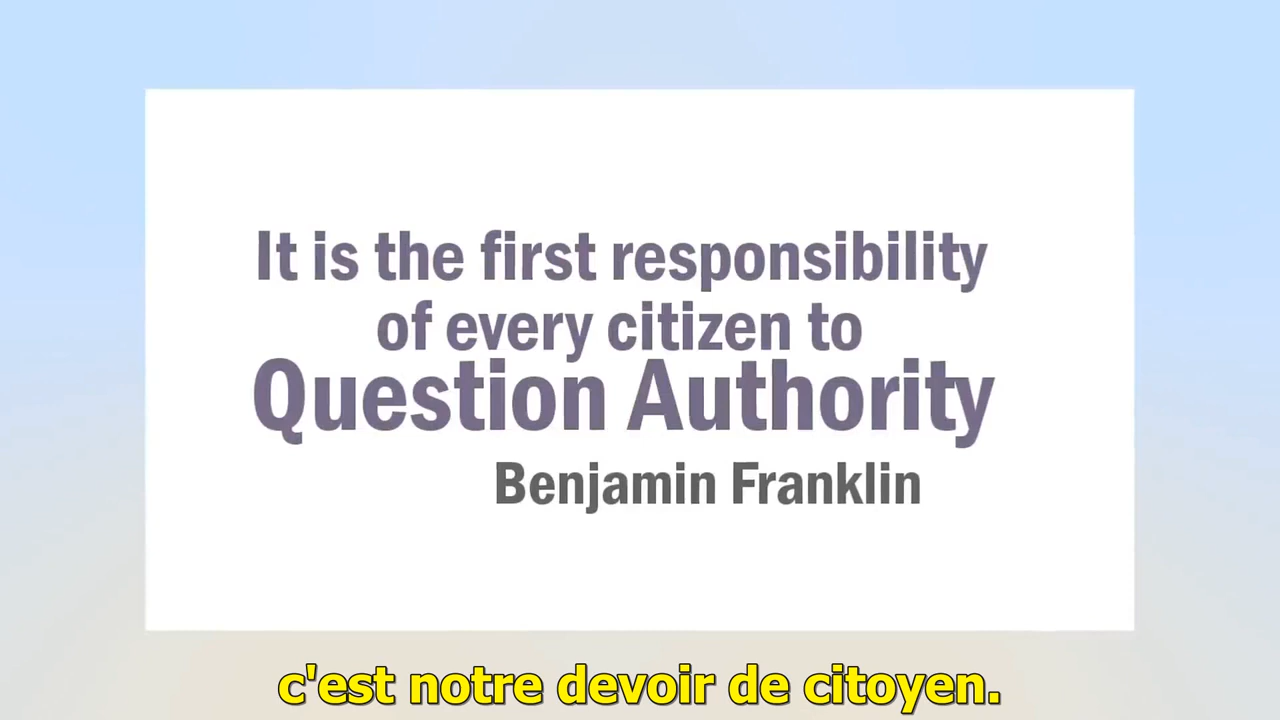 It is the first responsibility
of every citizen to
Question Authority
Benjamin Franklin
c'est notre devoir de citoyen.